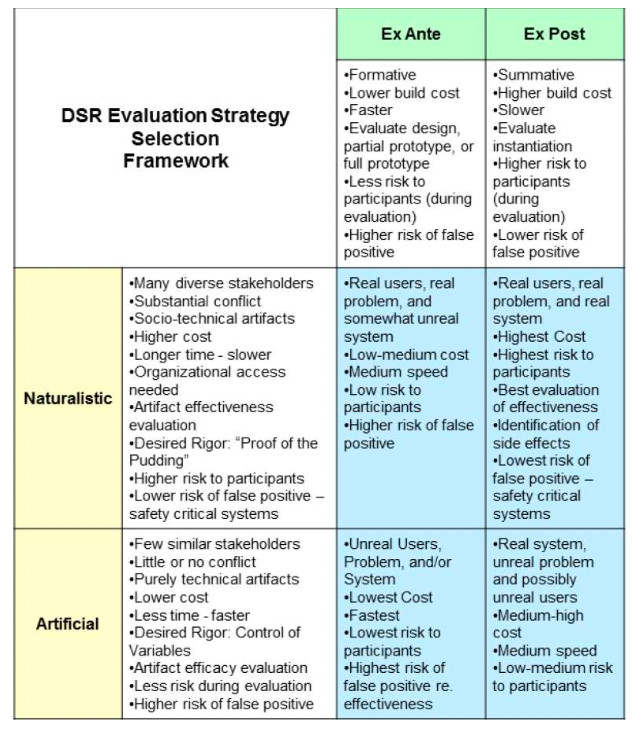 Ex Ante
Ex Post
DSR Evaluation Strategy
Selection
Framework
•Formative
•Lower build cost
•Faster
•Evaluate design,
partial prototype, or
full prototype
•Less risk to
participants (during
evaluation)
•Higher risk of false
positive
•Summative
•Higher build cost
•Slower
•Evaluate
instantiation
•Higher risk to
participants
(during
evaluation)
•Lower risk of
false positive
Naturalistic
•Many diverse stakeholders
•Substantial conflict
•Socio-technical artifacts
•Higher cost
•Longer time - slower
•Organizational access
needed
•Artifact effectiveness
evaluation
•Desired Rigor: “Proof of the
Pudding”
•Higher risk to participants
•Lower risk of false positive –
safety critical systems
•Real users, real
problem, and
somewhat unreal
system
•Low-medium cost
•Medium speed
•Low risk to
participants
•Higher risk of false
positive
•Real users, real
problem, and real
system
•Highest Cost
•Highest risk to
participants
•Best evaluation
of effectiveness
•Identification of
side effects
•Lowest risk of
false positive –
safety critical
systems
Artificial
•Few similar stakeholders
•Little or no conflict
•Purely technical artifacts
•Lower cost
•Less time - faster
•Desired Rigor: Control of
Variables
•Artifact efficacy evaluation
•Less risk during evaluation
•Higher risk of false positive
•Unreal Users,
Problem, and/or
System
•Lowest Cost
•Fastest
•Lowest risk to
participants
•Highest risk of
false positive re.
effectiveness
•Real system,
unreal problem
and possibly
unreal users
•Medium-high
cost
•Medium speed
•Low-medium risk
to participants